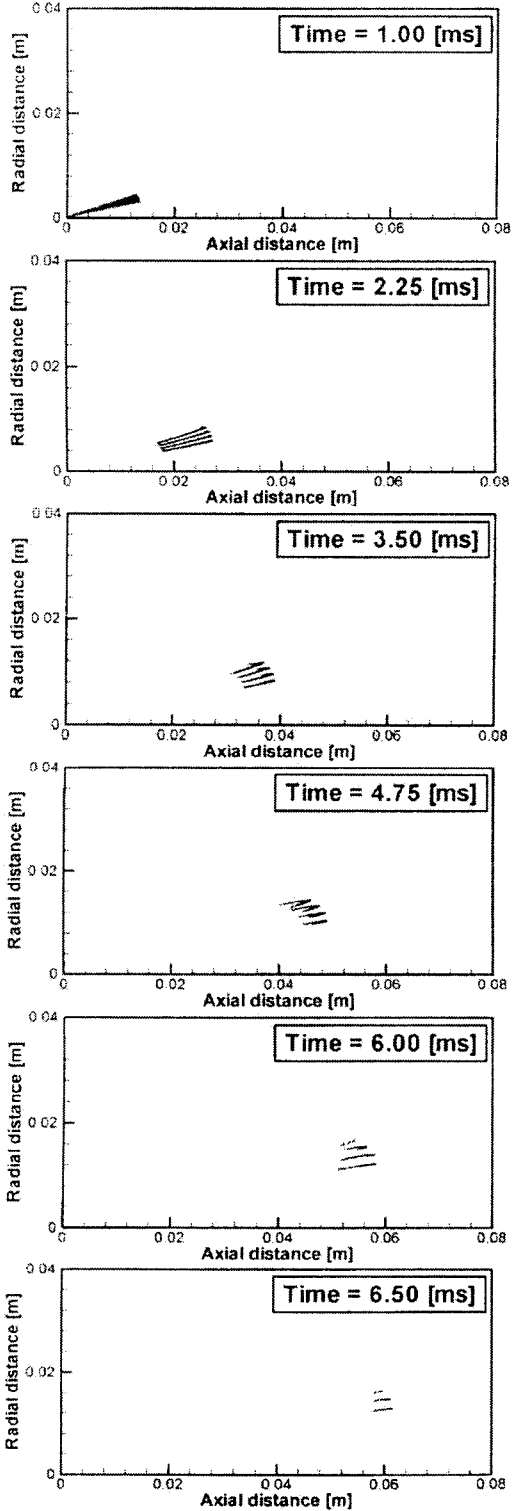 Time = 1.00 [ms]
Radial distance [m]
0 04
0 02
0
0 0.02 0.04 0.06 0.08
Axial distance [m]
Time = 2.25 [ms]
Radial distance [m]
0 04
0 02
0
0 0.02 0.04 0.06 0.08
Axial distance [m]
Time = 3.50 [ms]
Radial distance [m]
0 04
0 02
0
0 0.02 0.04 0.06 0.08
Axial distance [m]
Time = 4.75 [ms]
Radial distance [m]
0 04
0 02
0
0 0.02 0.04 0.06 0.08
Axial distance [m]
Time = 6.00 [ms]
Radial distance [m]
0 04
0 02
0
0 0.02 0.04 0.06 0.08
Axial distance [m]
Time = 6.50 [ms]
Radial distance [m]
0 04
0 02
0
0 0.02 0.04 0.06 0.08
Axial distance [m]